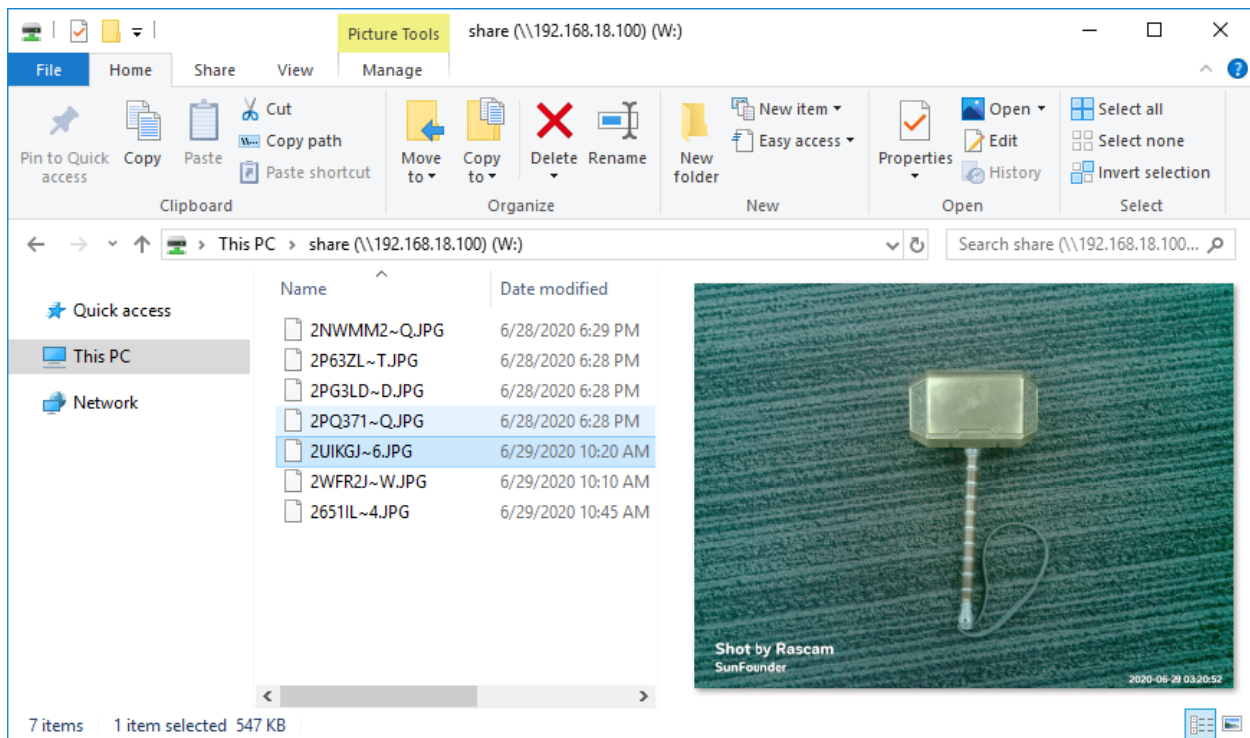 Picture Tools share (\\192.168.18.100) (W:)
File Home Share View Manage
Pin to Quick access
Copy
Paste
Cut
Copy path
Paste shortcut
Move to
Copy to
Delete
Rename
New folder
New item
Easy access
Properties
Open
Edit
History
Select all
Select none
Invert selection
Clipboard Organize New Open Select
This PC > share (\\192.168.18.100) (W:) Search share (\\192.168.18.100...
Quick access
This PC
Network
Name Date modified
2NWMM2~Q.JPG 6/28/2020 6:29 PM
2P63ZL~T.JPG 6/28/2020 6:28 PM
2PG3LD~D.JPG 6/28/2020 6:28 PM
2PQ371~Q.JPG 6/28/2020 6:28 PM
2UIKGJ~6.JPG 6/29/2020 10:20 AM
2WFR2J~W.JPG 6/29/2020 10:10 AM
2651IL~4.JPG 6/29/2020 10:45 AM
Shot by Rascam
SunFounder
2020-06-29 03:20:52
7 items 1 item selected 547 KB